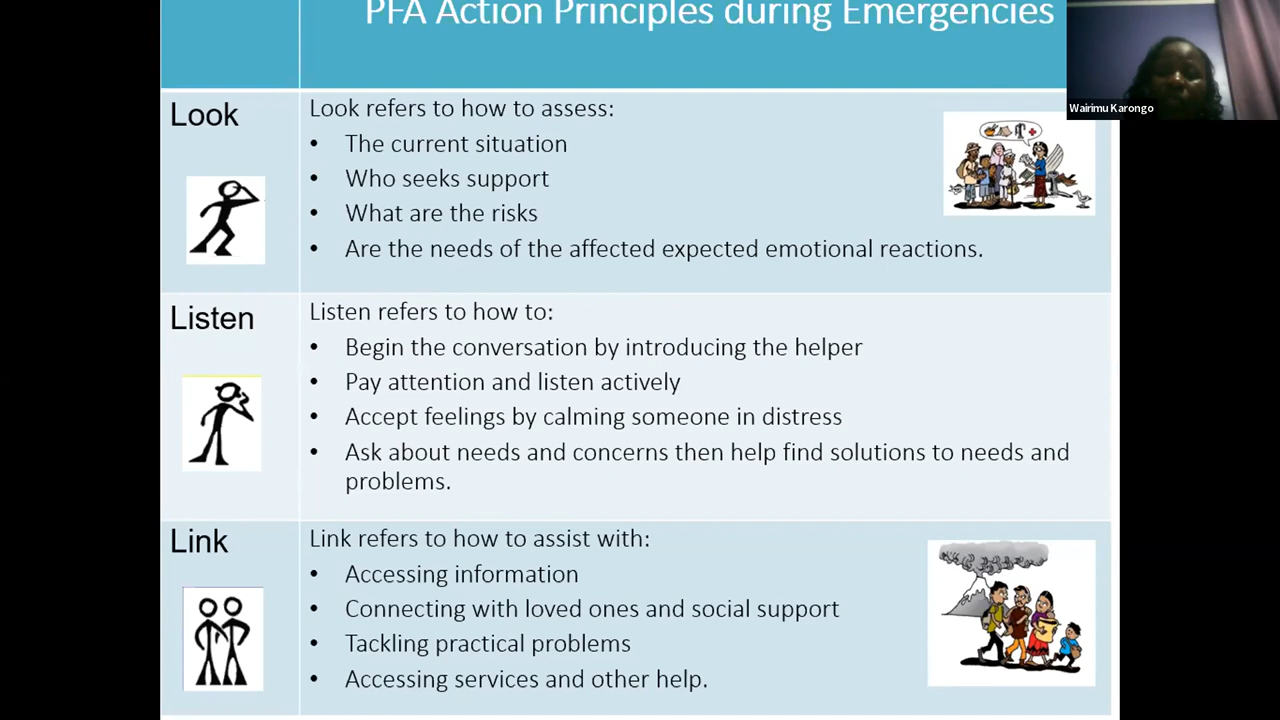 PFA Action Principles during Emergencies
Wairimu Karongo
Look
Look refers to how to assess:
• The current situation
• Who seeks support
• What are the risks
• Are the needs of the affected expected emotional reactions.
Listen
Listen refers to how to:
• Begin the conversation by introducing the helper
• Pay attention and listen actively
• Accept feelings by calming someone in distress
• Ask about needs and concerns then help find solutions to needs and
problems.
Link
Link refers to how to assist with:
• Accessing information
• Connecting with loved ones and social support
• Tackling practical problems
• Accessing services and other help.